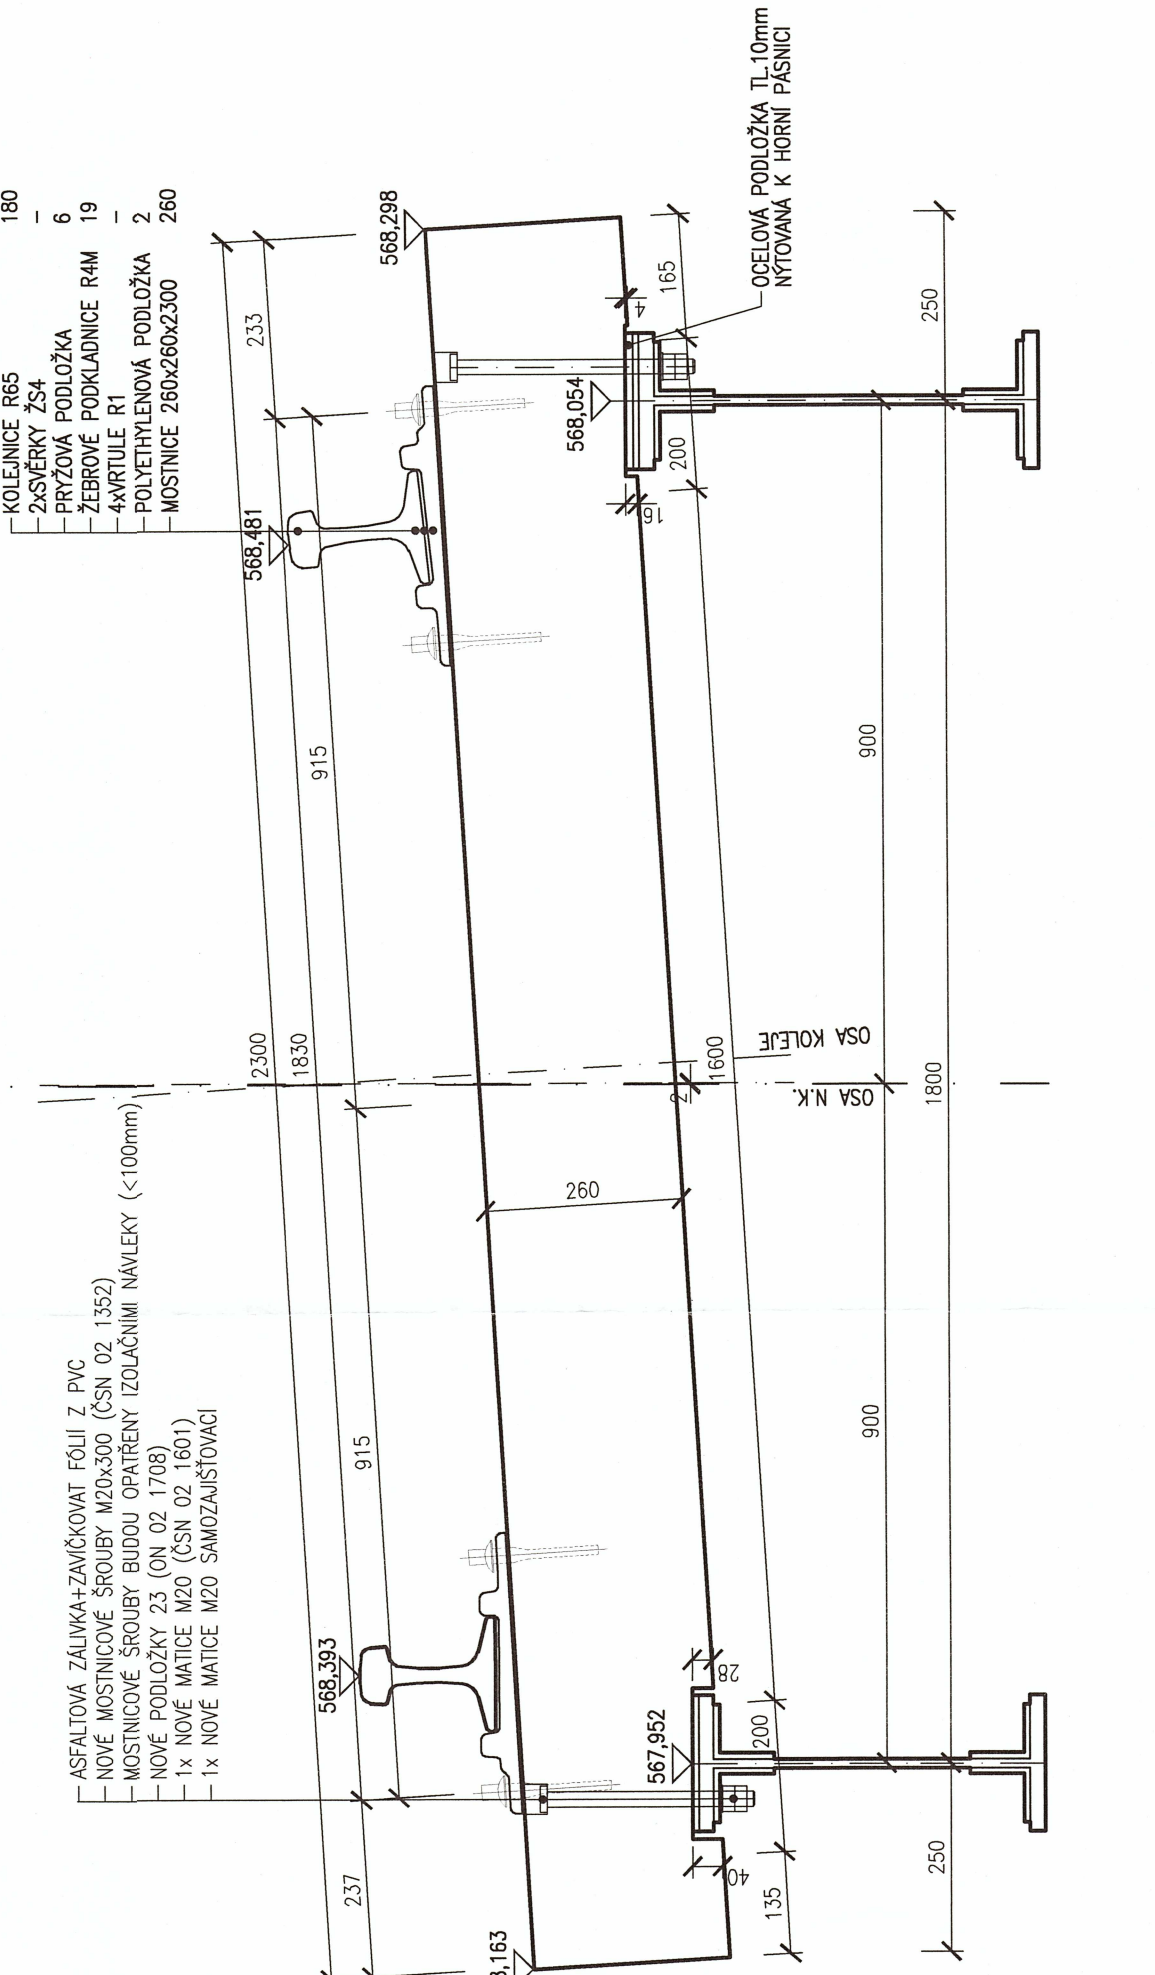 KOLEJNICE R65 180
2xSVĚRKY ŽS4 –
PRYŽOVÁ PODLOŽKA 6
ŽEBROVÉ PODKLADNICE R4M 19
4xVRTULE R1 –
POLYETHYLENOVÁ PODLOŽKA 2
MOSTNICE 260x260x2300 260
ASFALTOVÁ ZÁLIVKA+ZAVÍČKOVAT FÓLIÍ Z PVC
NOVÉ MOSTNICOVÉ ŠROUBY M20x300 (ČSN 02 1352)
MOSTNICOVÉ ŠROUBY BUDOU OPATŘENY IZOLAČNÍMI NÁVLEKY (<100mm)
NOVÉ PODLOŽKY 23 (ON 02 1708)
1x NOVÉ MATICE M20 (ČSN 02 1601)
1x NOVÉ MATICE M20 SAMOZAJIŠŤOVACÍ
2300
1830
233
237
915
915
568,481
568,393
568,298
,163
260
568,054
567,952
4
16
28
40
2
165
200
1600
200
135
OCELOVÁ PODLOŽKA TL.10mm
NÝTOVANÁ K HORNÍ PÁSNICI
OSA KOLEJE
OSA N.K.
900
900
250
1800
250